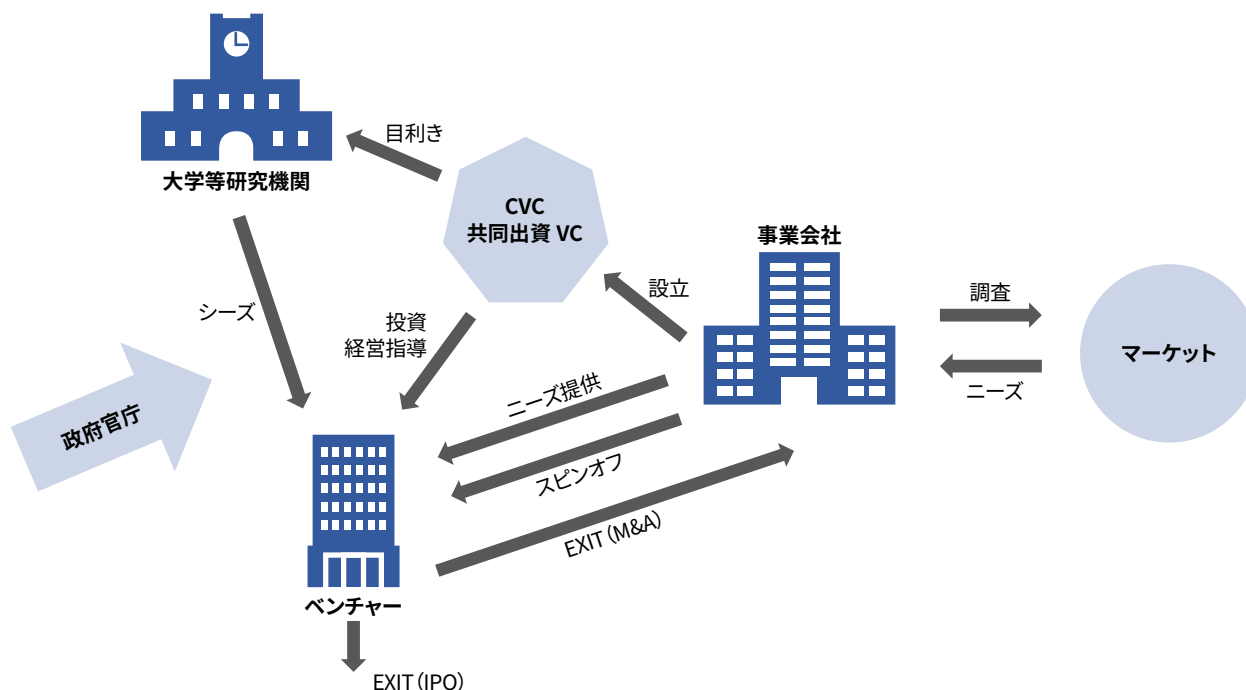 目利き
大学等研究機関
CVC
共同出資 VC
事業会社
設立
調査
シーズ
投資
経営指導
マーケット
ニーズ
ニーズ提供
政府官庁
スピンオフ
EXIT（M&A）
ベンチャー
EXIT（IPO）